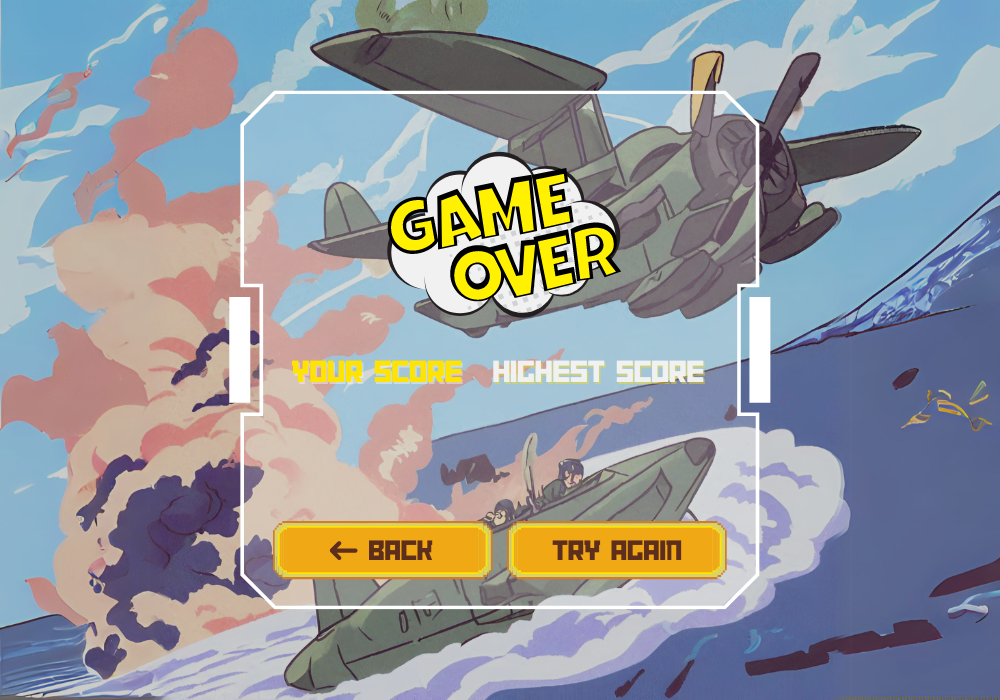 GAME
OVER
YOUR SCORE HIGHEST SCORE
← BACK TRY AGAIN